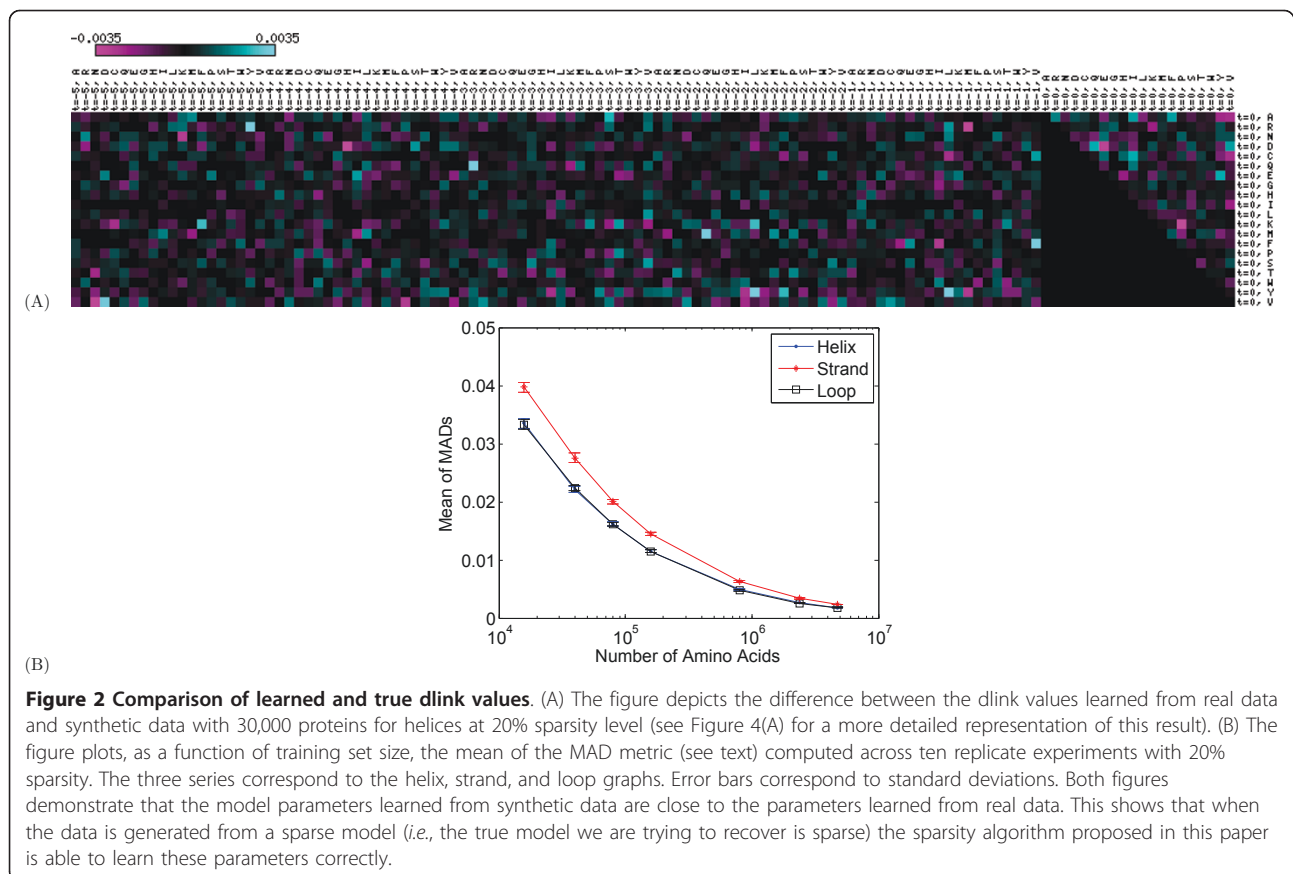 -0.0035 0.0035
t=0, A
t=0, R
t=0, N
t=0, D
t=0, C
t=0, Q
t=0, E
t=0, G
t=0, H
t=0, I
t=0, L
t=0, K
t=0, M
t=0, F
t=0, P
t=0, S
t=0, T
t=0, W
t=0, Y
t=0, V
(A)
0.05
0.04
0.03
0.02
0.01
0
Mean of MADs
Helix
Strand
Loop
10⁴ 10⁵ 10⁶ 10⁷
Number of Amino Acids
(B)
Figure 2 Comparison of learned and true dlink values. (A) The figure depicts the difference between the dlink values learned from real data
and synthetic data with 30,000 proteins for helices at 20% sparsity level (see Figure 4(A) for a more detailed representation of this result). (B) The
figure plots, as a function of training set size, the mean of the MAD metric (see text) computed across ten replicate experiments with 20%
sparsity. The three series correspond to the helix, strand, and loop graphs. Error bars correspond to standard deviations. Both figures
demonstrate that the model parameters learned from synthetic data are close to the parameters learned from real data. This shows that when
the data is generated from a sparse model (i.e., the true model we are trying to recover is sparse) the sparsity algorithm proposed in this paper
is able to learn these parameters correctly.